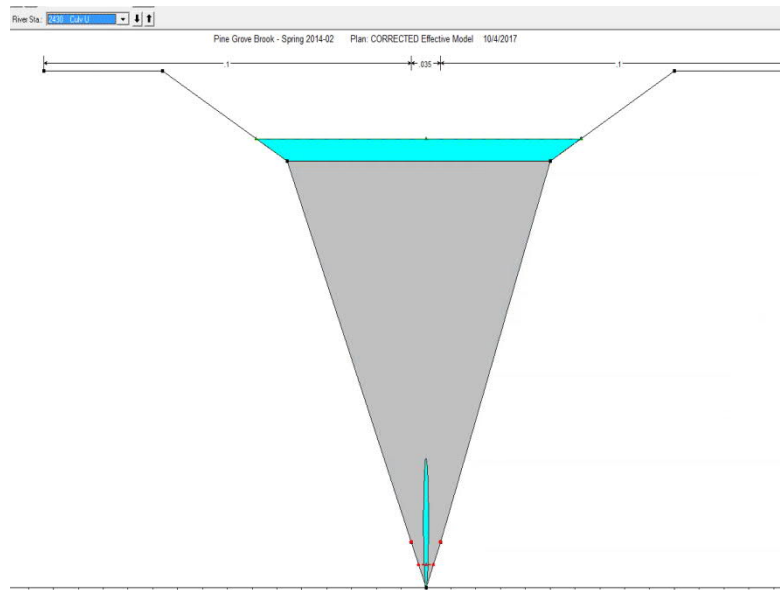 River Sta.: 2430 Culv U
Pine Grove Brook - Spring 2014-02 Plan: CORRECTED Effective Model 10/4/2017
.1 .035 .1